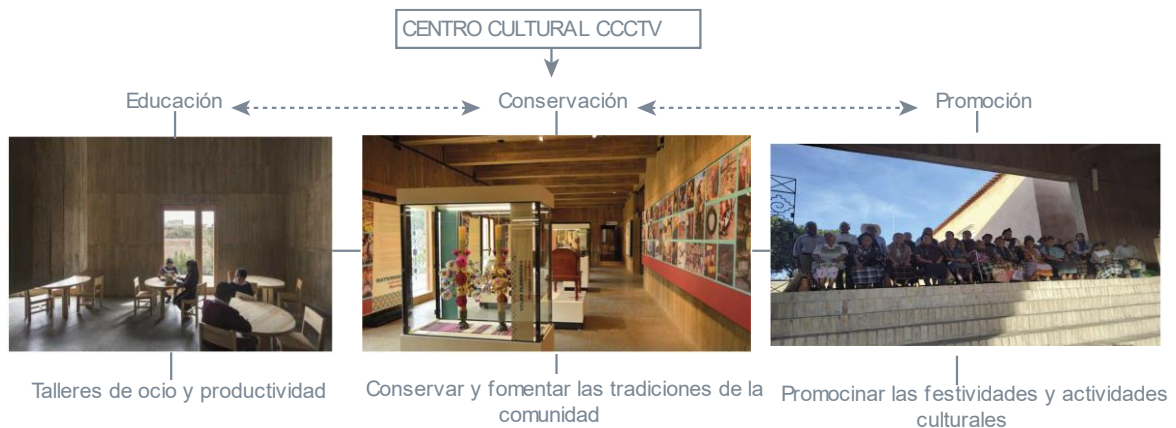 CENTRO CULTURAL CCCTV
Educación
Conservación
Promoción
Talleres de ocio y productividad
Conservar y fomentar las tradiciones de la
comunidad
Promocinar las festividades y actividades
culturales